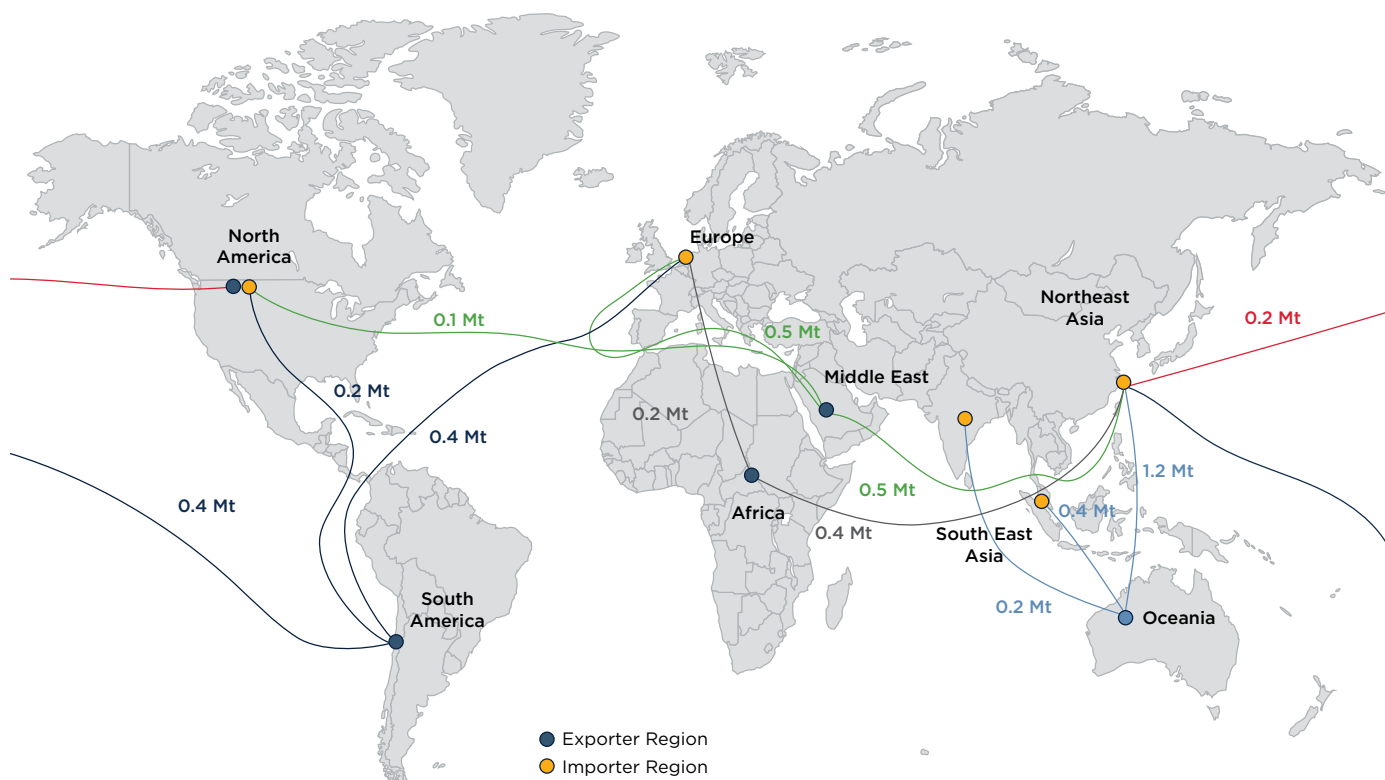 North
America
Europe
Northeast
Asia
0.1 Mt
0.5 Mt
0.2 Mt
Middle East
0.2 Mt
0.2 Mt
0.4 Mt
1.2 Mt
0.5 Mt
0.4 Mt
0.4 Mt
Africa
0.4 Mt
South East
Asia
South
America
0.2 Mt
Oceania
Exporter Region
Importer Region